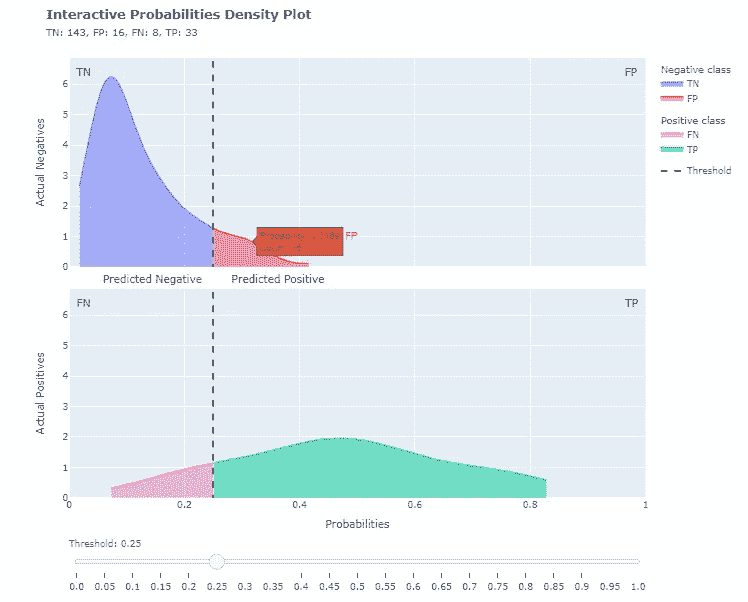 Interactive Probabilities Density Plot
TN: 143, FP: 16, FN: 8, TP: 33
TN FP
6
5
4
3
2
1
0
Actual Negatives
FP
Predicted Negative Predicted Positive
FN TP
6
5
4
3
2
1
0
Actual Positives
0 0.2 0.4 0.6 0.8 1
Probabilities
Negative class
TN
FP
Positive class
FN
TP
Threshold
Threshold: 0.25
0.0 0.05 0.1 0.15 0.2 0.25 0.3 0.35 0.4 0.45 0.5 0.55 0.6 0.65 0.7 0.75 0.8 0.85 0.9 0.95 1.0